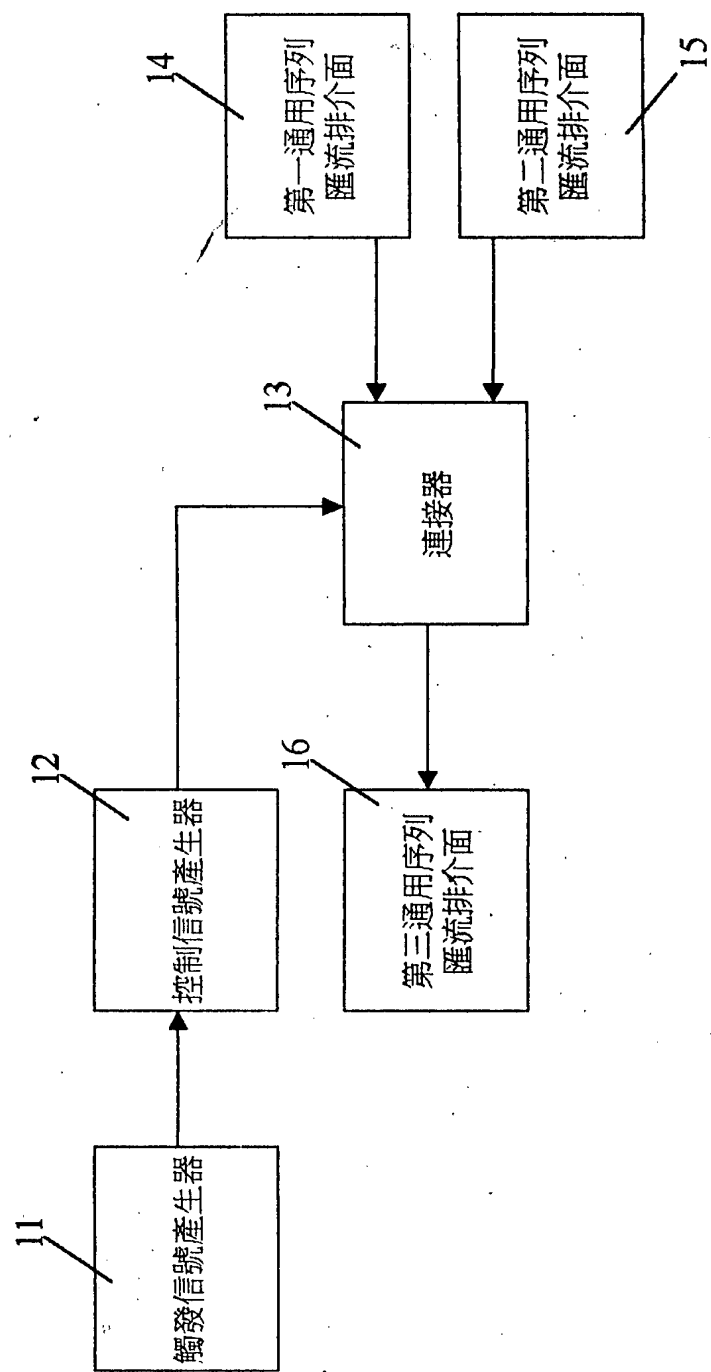 11
觸發信號產生器
12
控制信號產生器
13
連接器
14
第一通用序列
匯流排介面
15
第二通用序列
匯流排介面
16
第三通用序列
匯流排介面